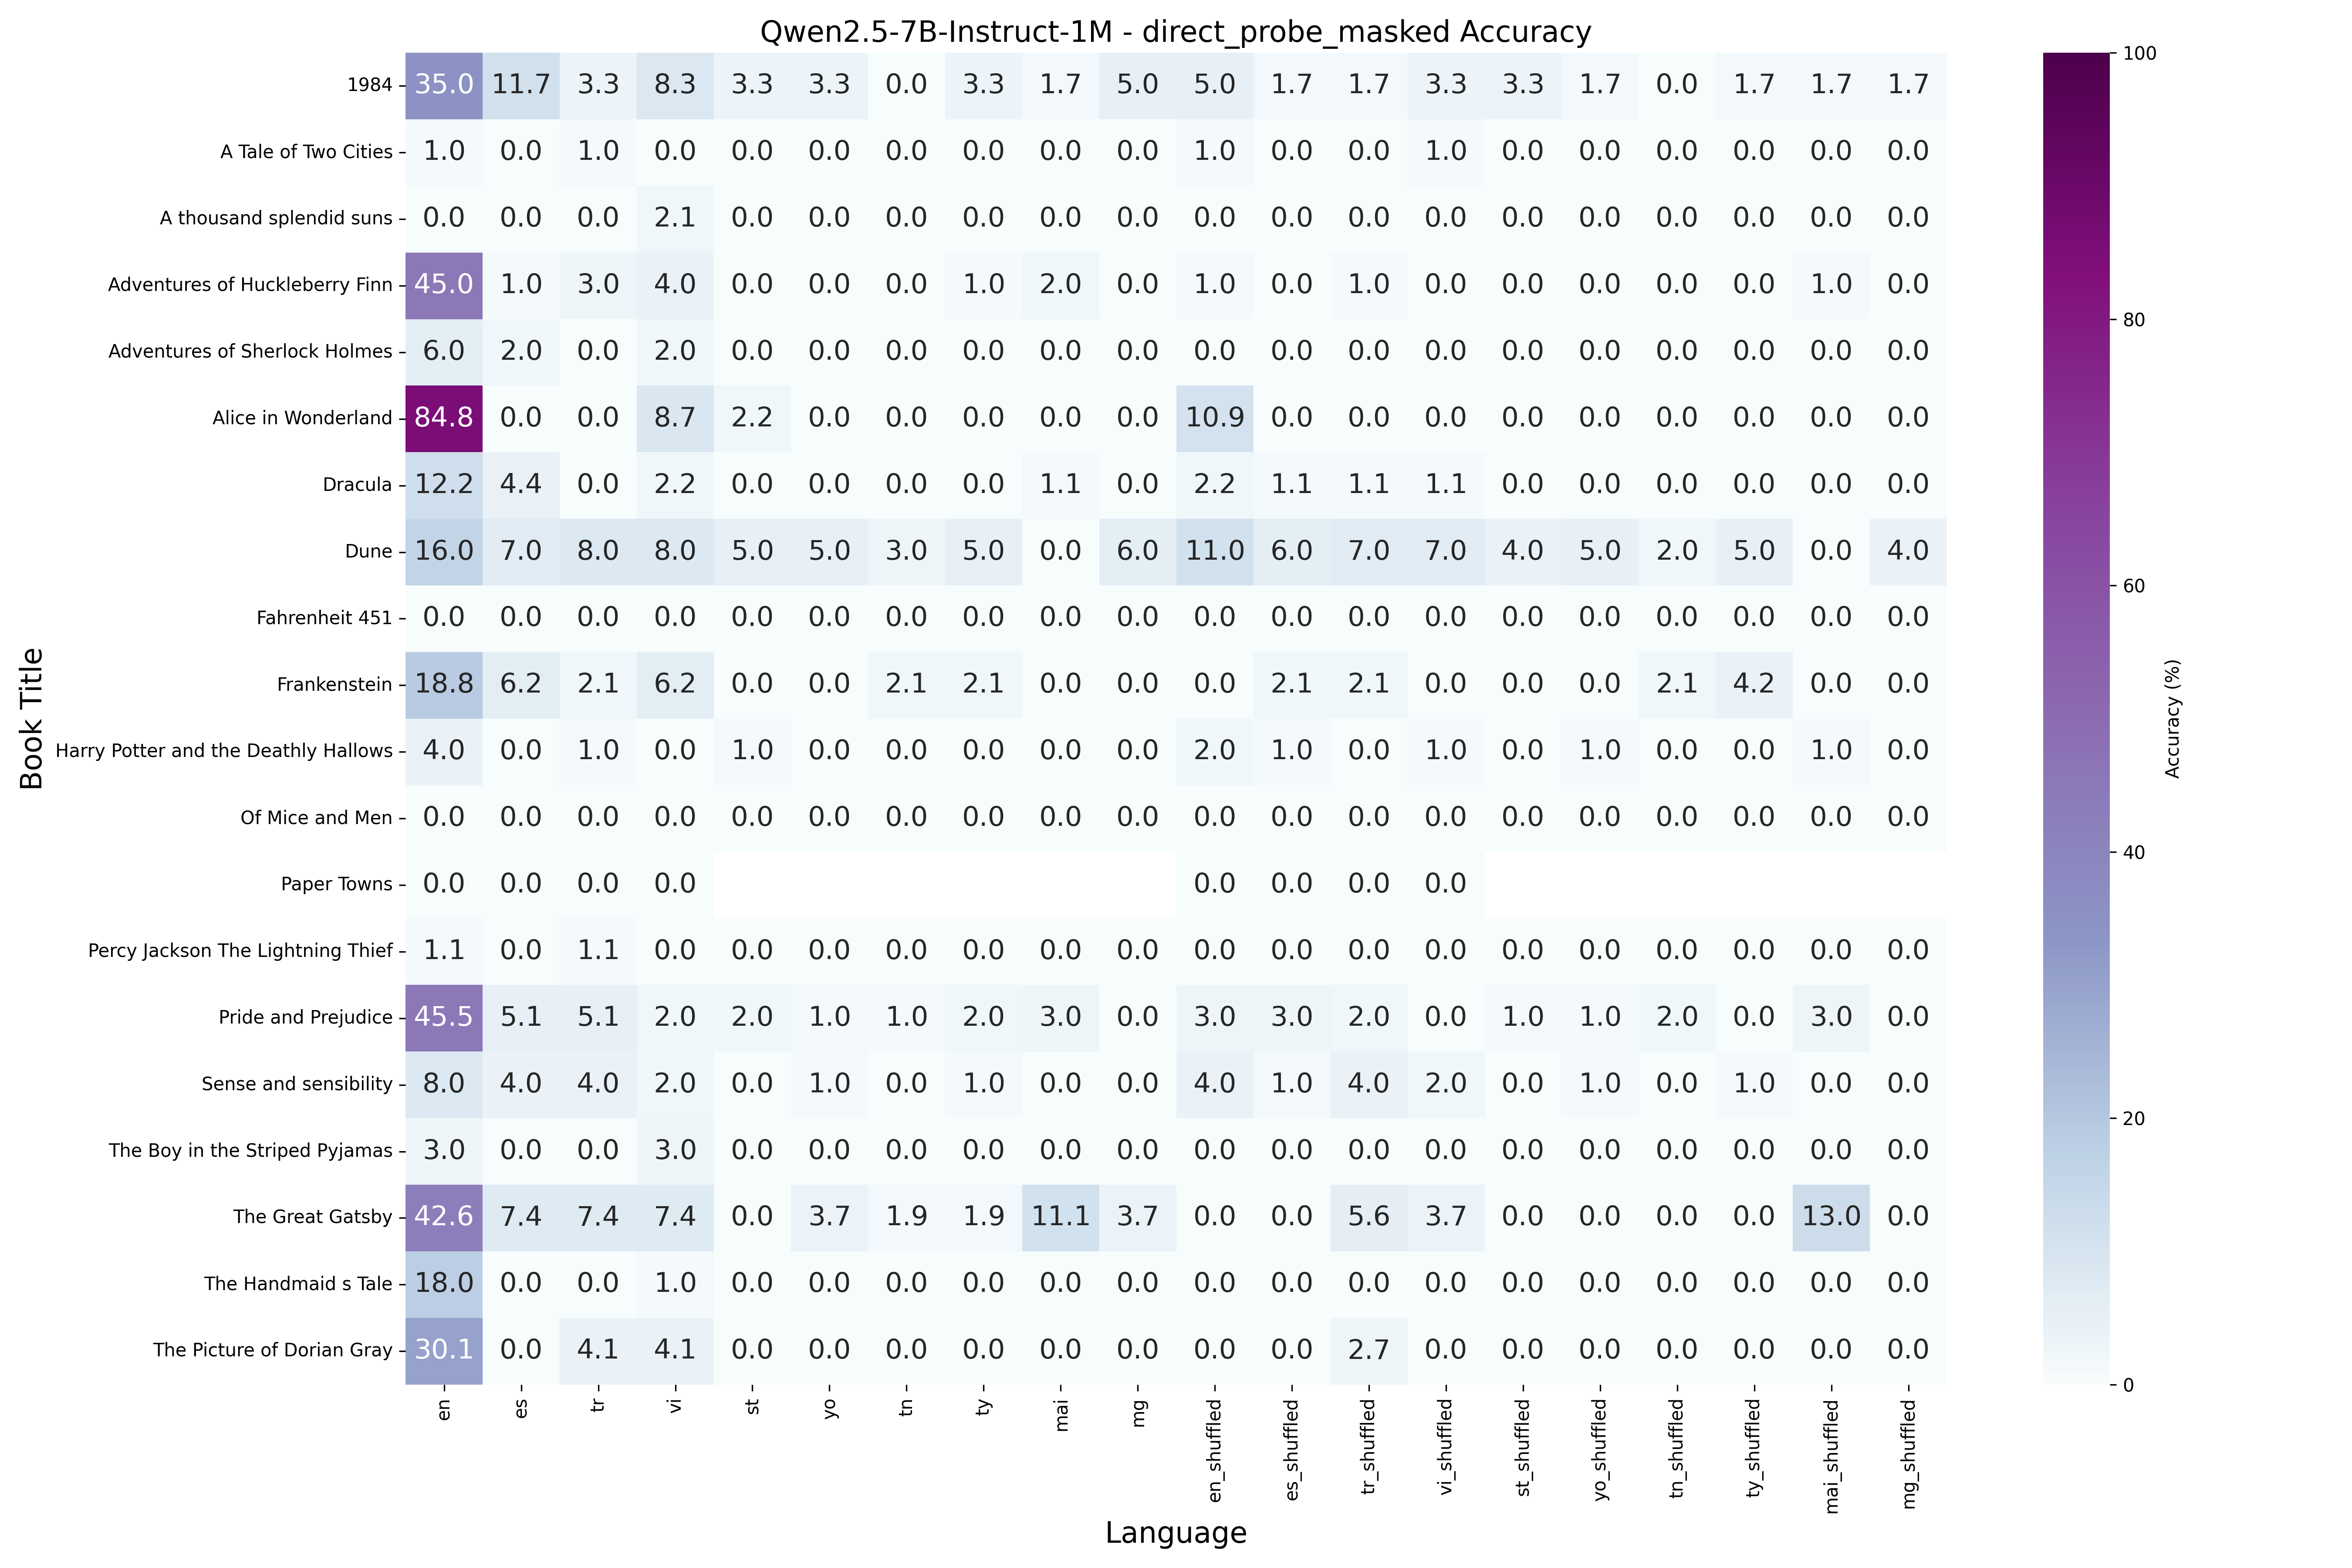 Qwen2.5-7B-Instruct-1M - direct_probe_masked Accuracy
1984 35.0 11.7 3.3 8.3 3.3 3.3 0.0 3.3 1.7 5.0 5.0 1.7 1.7 3.3 3.3 1.7 0.0 1.7 1.7 1.7
A Tale of Two Cities 1.0 0.0 1.0 0.0 0.0 0.0 0.0 0.0 0.0 0.0 1.0 0.0 0.0 1.0 0.0 0.0 0.0 0.0 0.0 0.0
A thousand splendid suns 0.0 0.0 0.0 2.1 0.0 0.0 0.0 0.0 0.0 0.0 0.0 0.0 0.0 0.0 0.0 0.0 0.0 0.0 0.0 0.0
Adventures of Huckleberry Finn 45.0 1.0 3.0 4.0 0.0 0.0 0.0 1.0 2.0 0.0 1.0 0.0 1.0 0.0 0.0 0.0 0.0 0.0 1.0 0.0
Adventures of Sherlock Holmes 6.0 2.0 0.0 2.0 0.0 0.0 0.0 0.0 0.0 0.0 0.0 0.0 0.0 0.0 0.0 0.0 0.0 0.0 0.0 0.0
Alice in Wonderland 84.8 0.0 0.0 8.7 2.2 0.0 0.0 0.0 0.0 0.0 10.9 0.0 0.0 0.0 0.0 0.0 0.0 0.0 0.0 0.0
Dracula 12.2 4.4 0.0 2.2 0.0 0.0 0.0 0.0 1.1 0.0 2.2 1.1 1.1 1.1 0.0 0.0 0.0 0.0 0.0 0.0
Dune 16.0 7.0 8.0 8.0 5.0 5.0 3.0 5.0 0.0 6.0 11.0 6.0 7.0 7.0 4.0 5.0 2.0 5.0 0.0 4.0
Fahrenheit 451 0.0 0.0 0.0 0.0 0.0 0.0 0.0 0.0 0.0 0.0 0.0 0.0 0.0 0.0 0.0 0.0 0.0 0.0 0.0 0.0
Frankenstein 18.8 6.2 2.1 6.2 0.0 0.0 2.1 2.1 0.0 0.0 0.0 2.1 2.1 0.0 0.0 0.0 2.1 4.2 0.0 0.0
Harry Potter and the Deathly Hallows 4.0 0.0 1.0 0.0 1.0 0.0 0.0 0.0 0.0 0.0 2.0 1.0 0.0 1.0 0.0 1.0 0.0 0.0 1.0 0.0
Of Mice and Men 0.0 0.0 0.0 0.0 0.0 0.0 0.0 0.0 0.0 0.0 0.0 0.0 0.0 0.0 0.0 0.0 0.0 0.0 0.0 0.0
Paper Towns 0.0 0.0 0.0 0.0 0.0 0.0 0.0 0.0
Percy Jackson The Lightning Thief 1.1 0.0 1.1 0.0 0.0 0.0 0.0 0.0 0.0 0.0 0.0 0.0 0.0 0.0 0.0 0.0 0.0 0.0 0.0 0.0
Pride and Prejudice 45.5 5.1 5.1 2.0 2.0 1.0 1.0 2.0 3.0 0.0 3.0 3.0 2.0 0.0 1.0 1.0 2.0 0.0 3.0 0.0
Sense and sensibility 8.0 4.0 4.0 2.0 0.0 1.0 0.0 1.0 0.0 0.0 4.0 1.0 4.0 2.0 0.0 1.0 0.0 1.0 0.0 0.0
The Boy in the Striped Pyjamas 3.0 0.0 0.0 3.0 0.0 0.0 0.0 0.0 0.0 0.0 0.0 0.0 0.0 0.0 0.0 0.0 0.0 0.0 0.0 0.0
The Great Gatsby 42.6 7.4 7.4 7.4 0.0 3.7 1.9 1.9 11.1 3.7 0.0 0.0 5.6 3.7 0.0 0.0 0.0 0.0 13.0 0.0
The Handmaid s Tale 18.0 0.0 0.0 1.0 0.0 0.0 0.0 0.0 0.0 0.0 0.0 0.0 0.0 0.0 0.0 0.0 0.0 0.0 0.0 0.0
The Picture of Dorian Gray 30.1 0.0 4.1 4.1 0.0 0.0 0.0 0.0 0.0 0.0 0.0 0.0 2.7 0.0 0.0 0.0 0.0 0.0 0.0 0.0
en es tr vi st yo tn ty mai mg en_shuffled es_shuffled tr_shuffled vi_shuffled st_shuffled yo_shuffled tn_shuffled ty_shuffled mai_shuffled mg_shuffled
Language
Book Title
100
80
60
40
20
0
Accuracy (%)